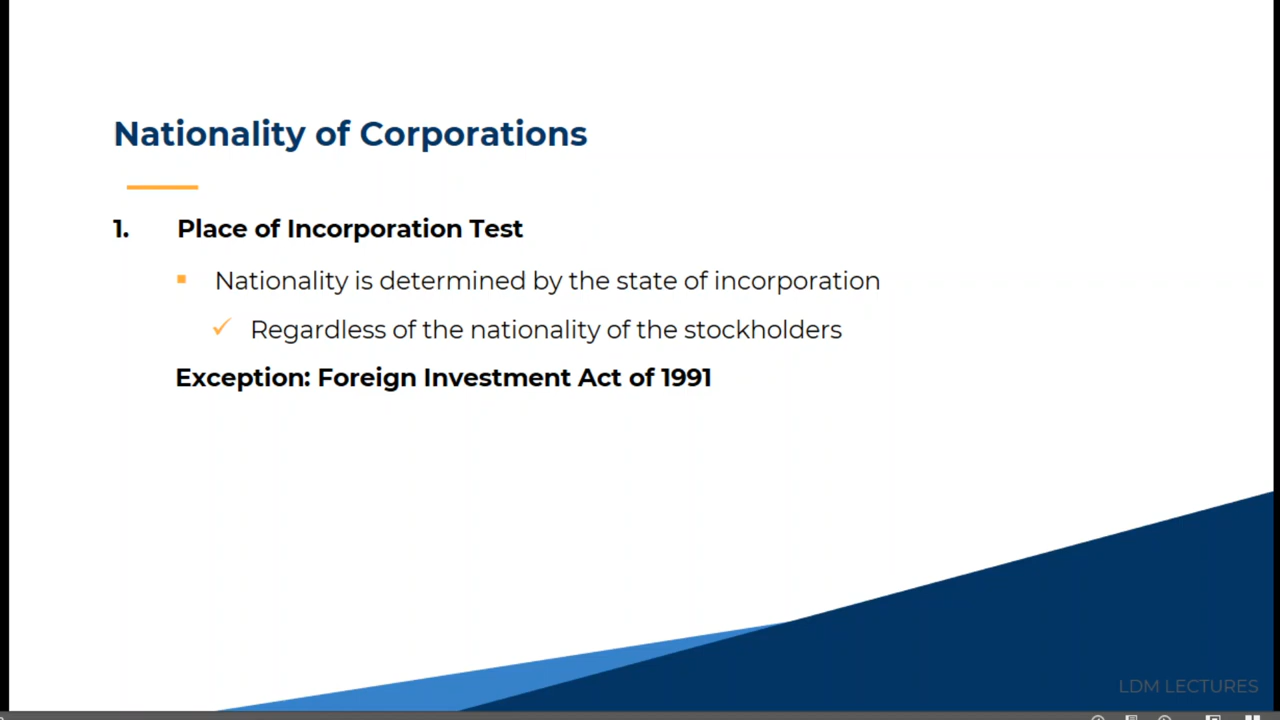 Nationality of Corporations
1. Place of Incorporation Test
▪ Nationality is determined by the state of incorporation
✓ Regardless of the nationality of the stockholders
Exception: Foreign Investment Act of 1991
LDM LECTURES